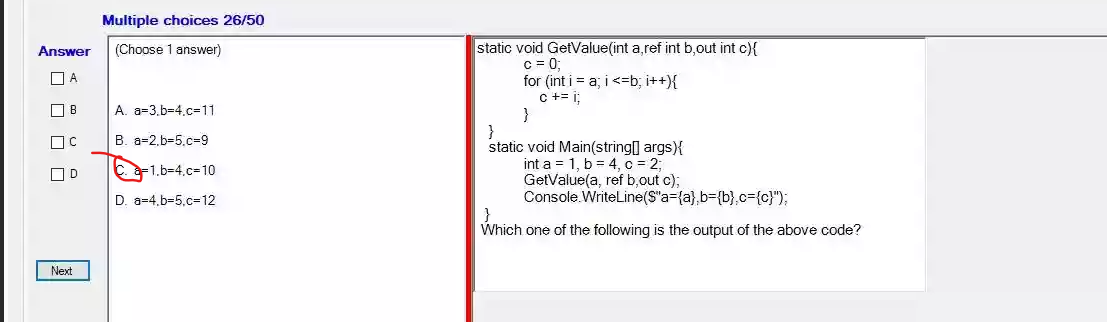 Multiple choices 26/50
Answer
A
B
C
D
Next
(Choose 1 answer)
A. a=3,b=4,c=11
B. a=2,b=5,c=9
C. a=1,b=4,c=10
D. a=4,b=5,c=12
static void GetValue(int a,ref int b,out int c){
c = 0;
for (int i = a; i <=b; i++){
c += i;
}
}
static void Main(string[] args){
int a = 1, b = 4, c = 2;
GetValue(a, ref b,out c);
Console.WriteLine($"a={a},b={b},c={c}");
}
Which one of the following is the output of the above code?